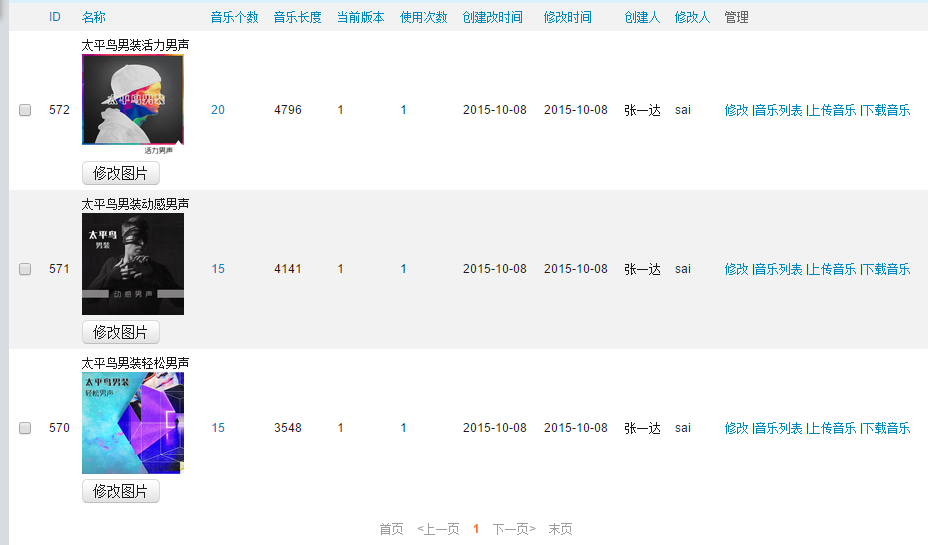 ID 名称 音乐个数 音乐长度 当前版本 使用次数 创建改时间 修改时间 创建人 修改人 管理
太平鸟男装活力男声
太平鸟男装
活力男声
572 20 4796 1 1 2015-10-08 2015-10-08 张一达 sai 修改 |音乐列表 |上传音乐 |下载音乐
修改图片
太平鸟男装动感男声
太平鸟
男装
动感男声
571 15 4141 1 1 2015-10-08 2015-10-08 张一达 sai 修改 |音乐列表 |上传音乐 |下载音乐
修改图片
太平鸟男装轻松男声
太平鸟男装
轻松男声
570 15 3548 1 1 2015-10-08 2015-10-08 张一达 sai 修改 |音乐列表 |上传音乐 |下载音乐
修改图片
首页 <上一页 1 下一页> 末页